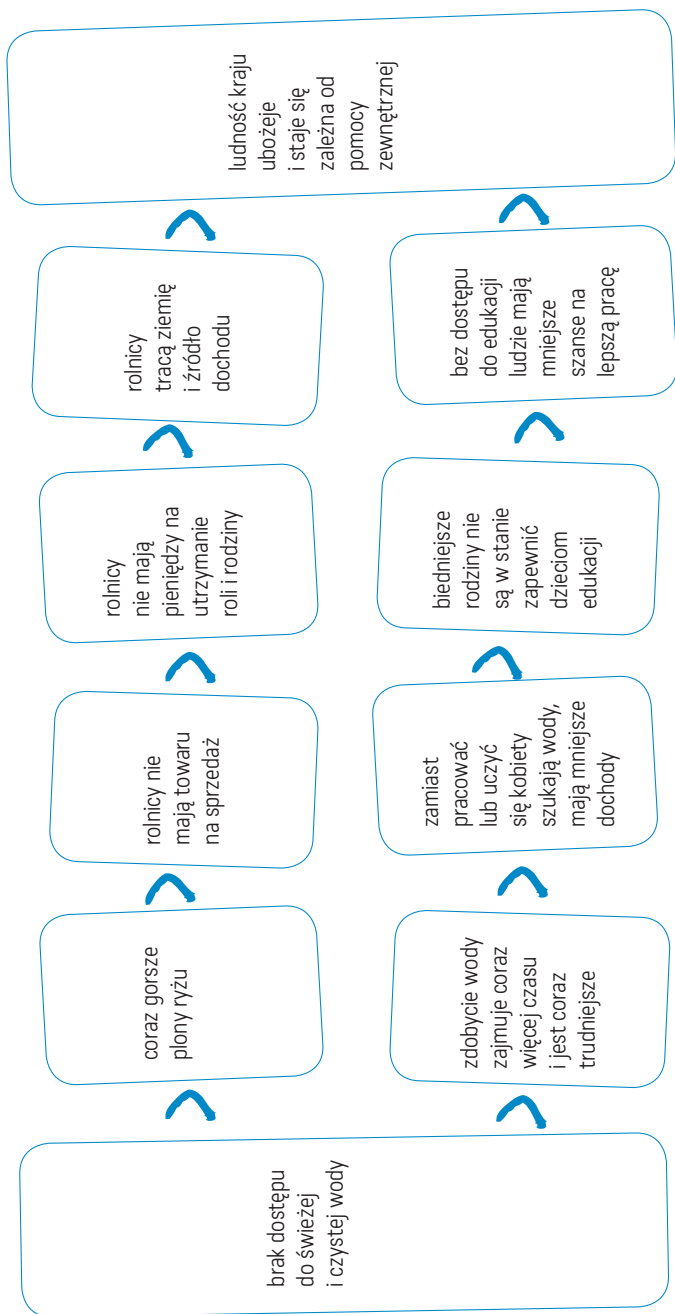 brak dostępu
do świeżej
i czystej wody
coraz gorsze
plony ryżu
rolnicy nie
mają towaru
na sprzedaż
rolnicy
nie mają
pieniędzy na
utrzymanie
roli i rodziny
rolnicy
tracą ziemię
i źródło
dochodu
zdobycie wody
zajmuje coraz
więcej czasu
i jest coraz
trudniejsze
zamiast
pracować
lub uczyć
się kobiety
szukają wody,
mają mniejsze
dochody
biedniejsze
rodziny nie
są w stanie
zapewnić
dzieciom
edukacji
bez dostępu
do edukacji
ludzie mają
mniejsze
szanse na
lepszą pracę
ludność kraju
ubożeje
i staje się
zależna od
pomocy
zewnętrznej